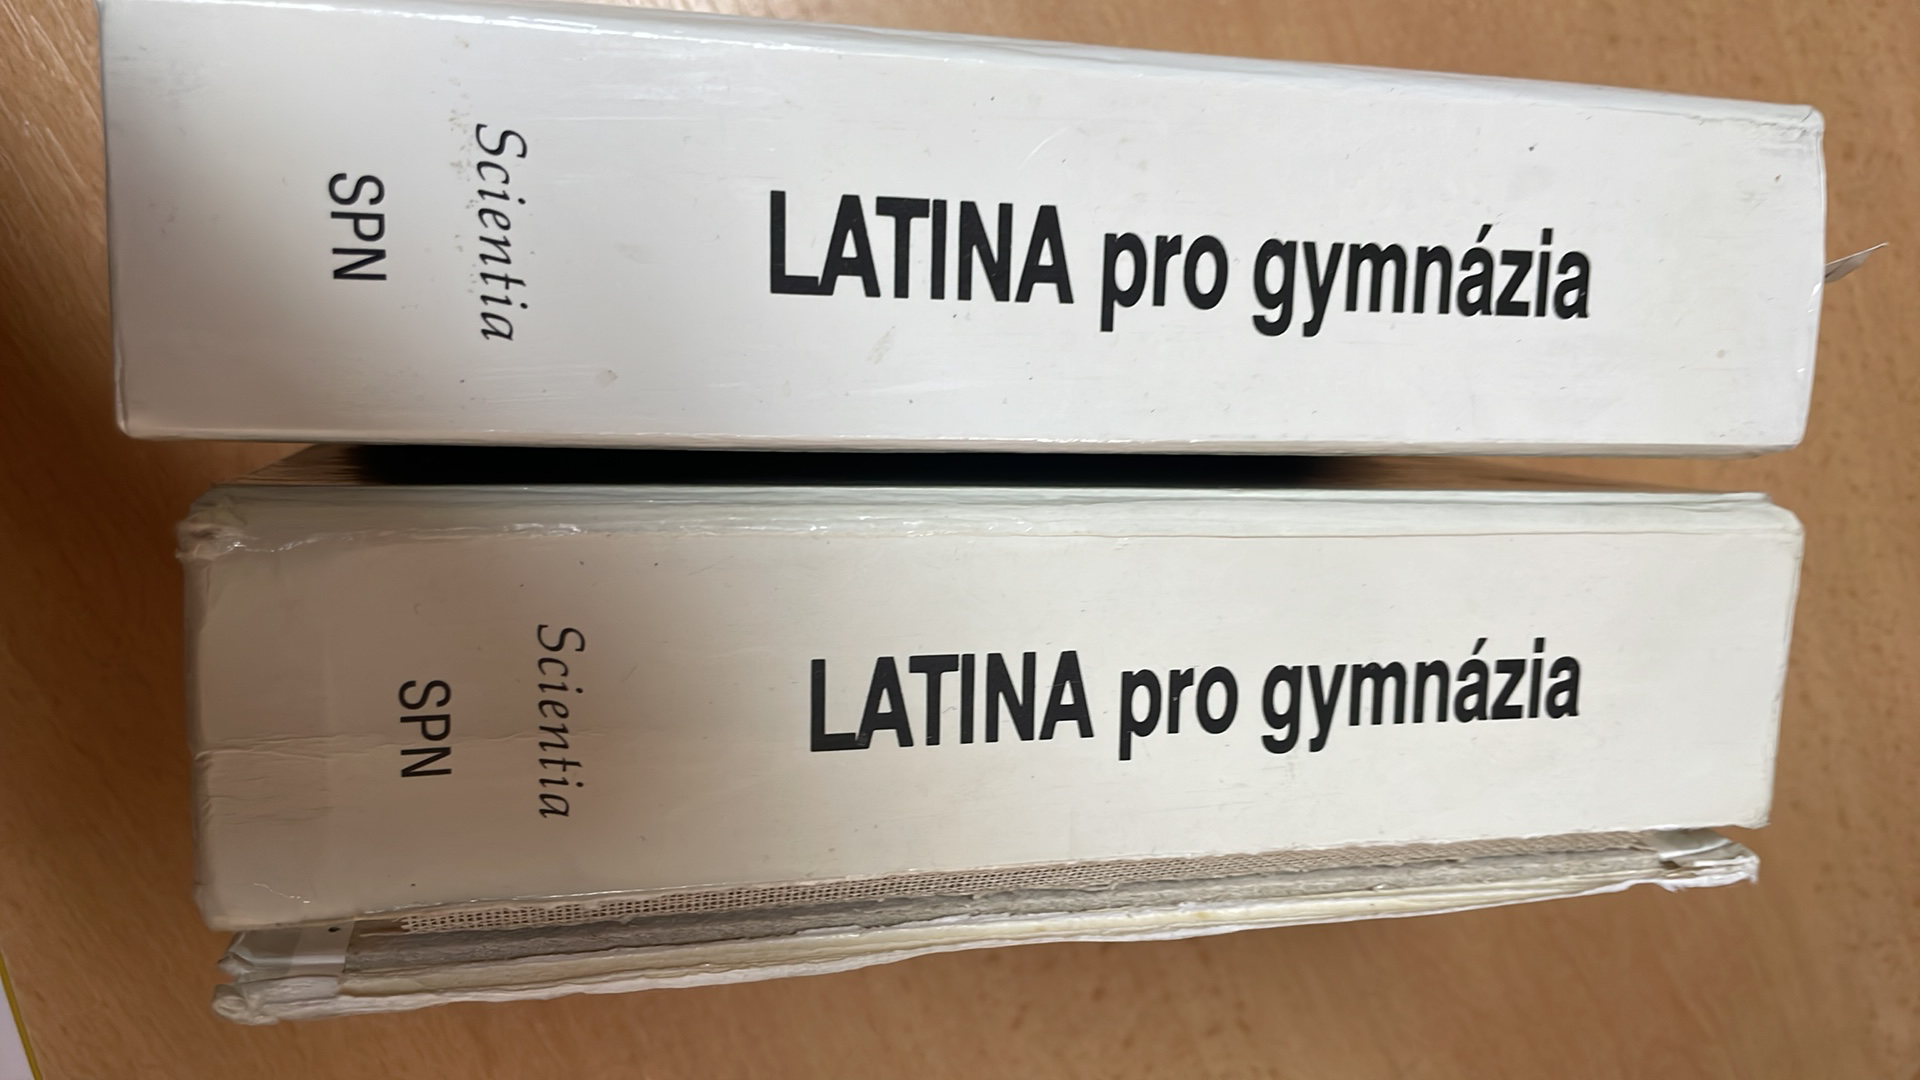 LATINA pro gymnázia
Scientia
SPN
LATINA pro gymnázia
Scientia
SPN